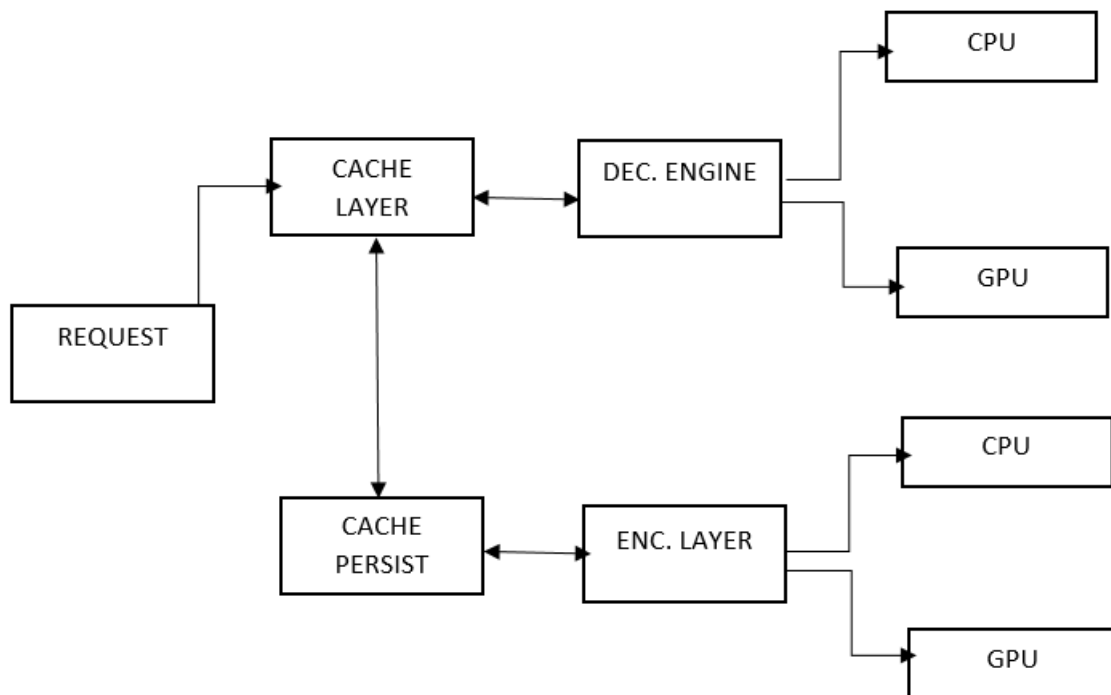 CPU
CACHE
LAYER
DEC. ENGINE
GPU
REQUEST
CPU
CACHE
PERSIST
ENC. LAYER
GPU